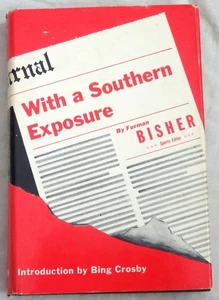 rnal
With a Southern
Exposure
By Furman
BISHER
Sports Editor
Introduction by Bing Crosby